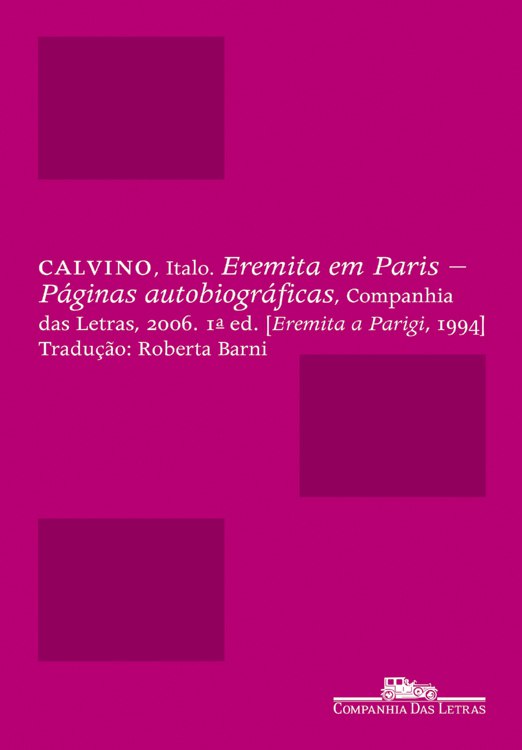 CALVINO, Italo. Eremita em Paris –
Páginas autobiográficas, Companhia
das Letras, 2006. 1ª ed. [Eremita a Parigi, 1994]
Tradução: Roberta Barni
COMPANHIA DAS LETRAS